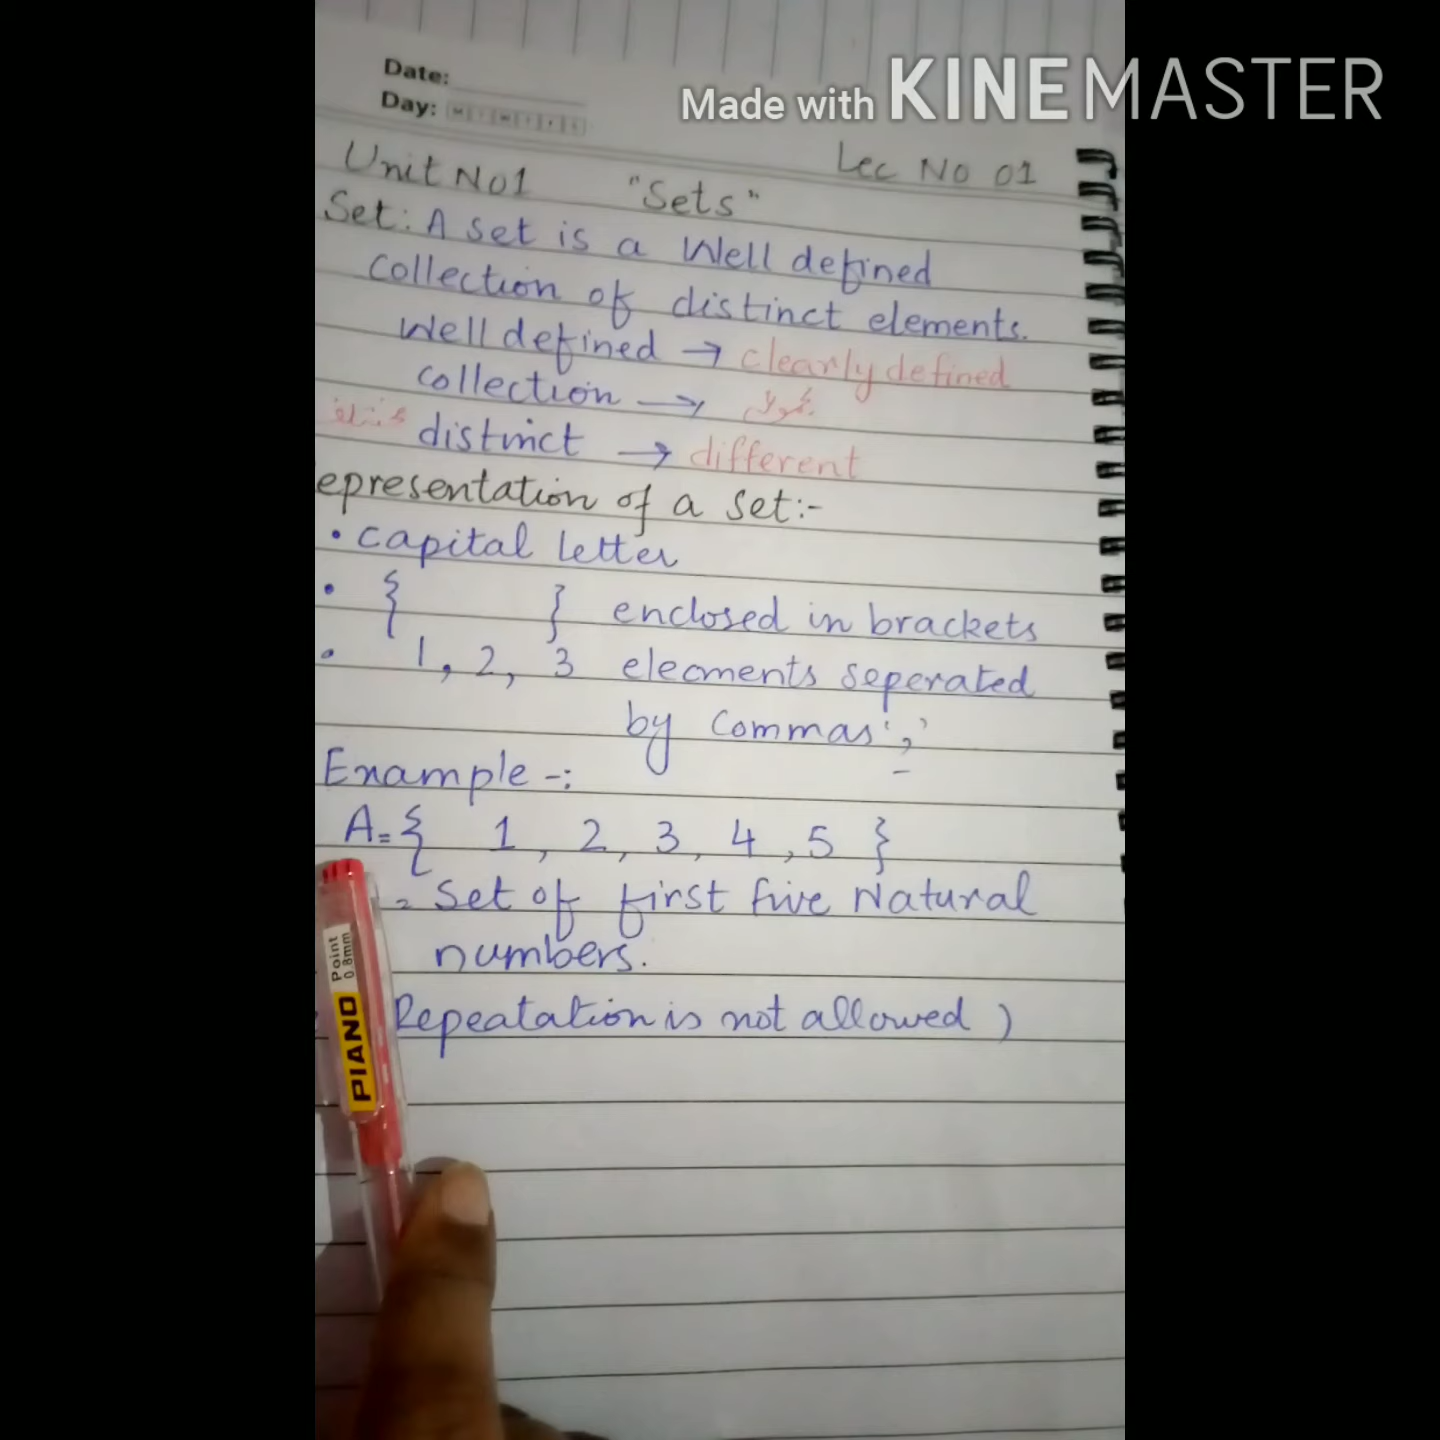 Made with KINEMASTER
Date:
Day:
Lec No 01
Unit No1 "Sets"
Set: A set is a Well defined
collection of distinct elements.
Well defined → clearly defined
collection →
distinct → different
epresentation of a set:-
• capital letter
• { } enclosed in brackets
• 1, 2, 3 elecments seperated
by commas ','
Example -:
A= { 1, 2, 3, 4, 5 }
= Set of first five Natural
numbers.
Repeatation is not allowed )
Point
0.8mm
PIANO